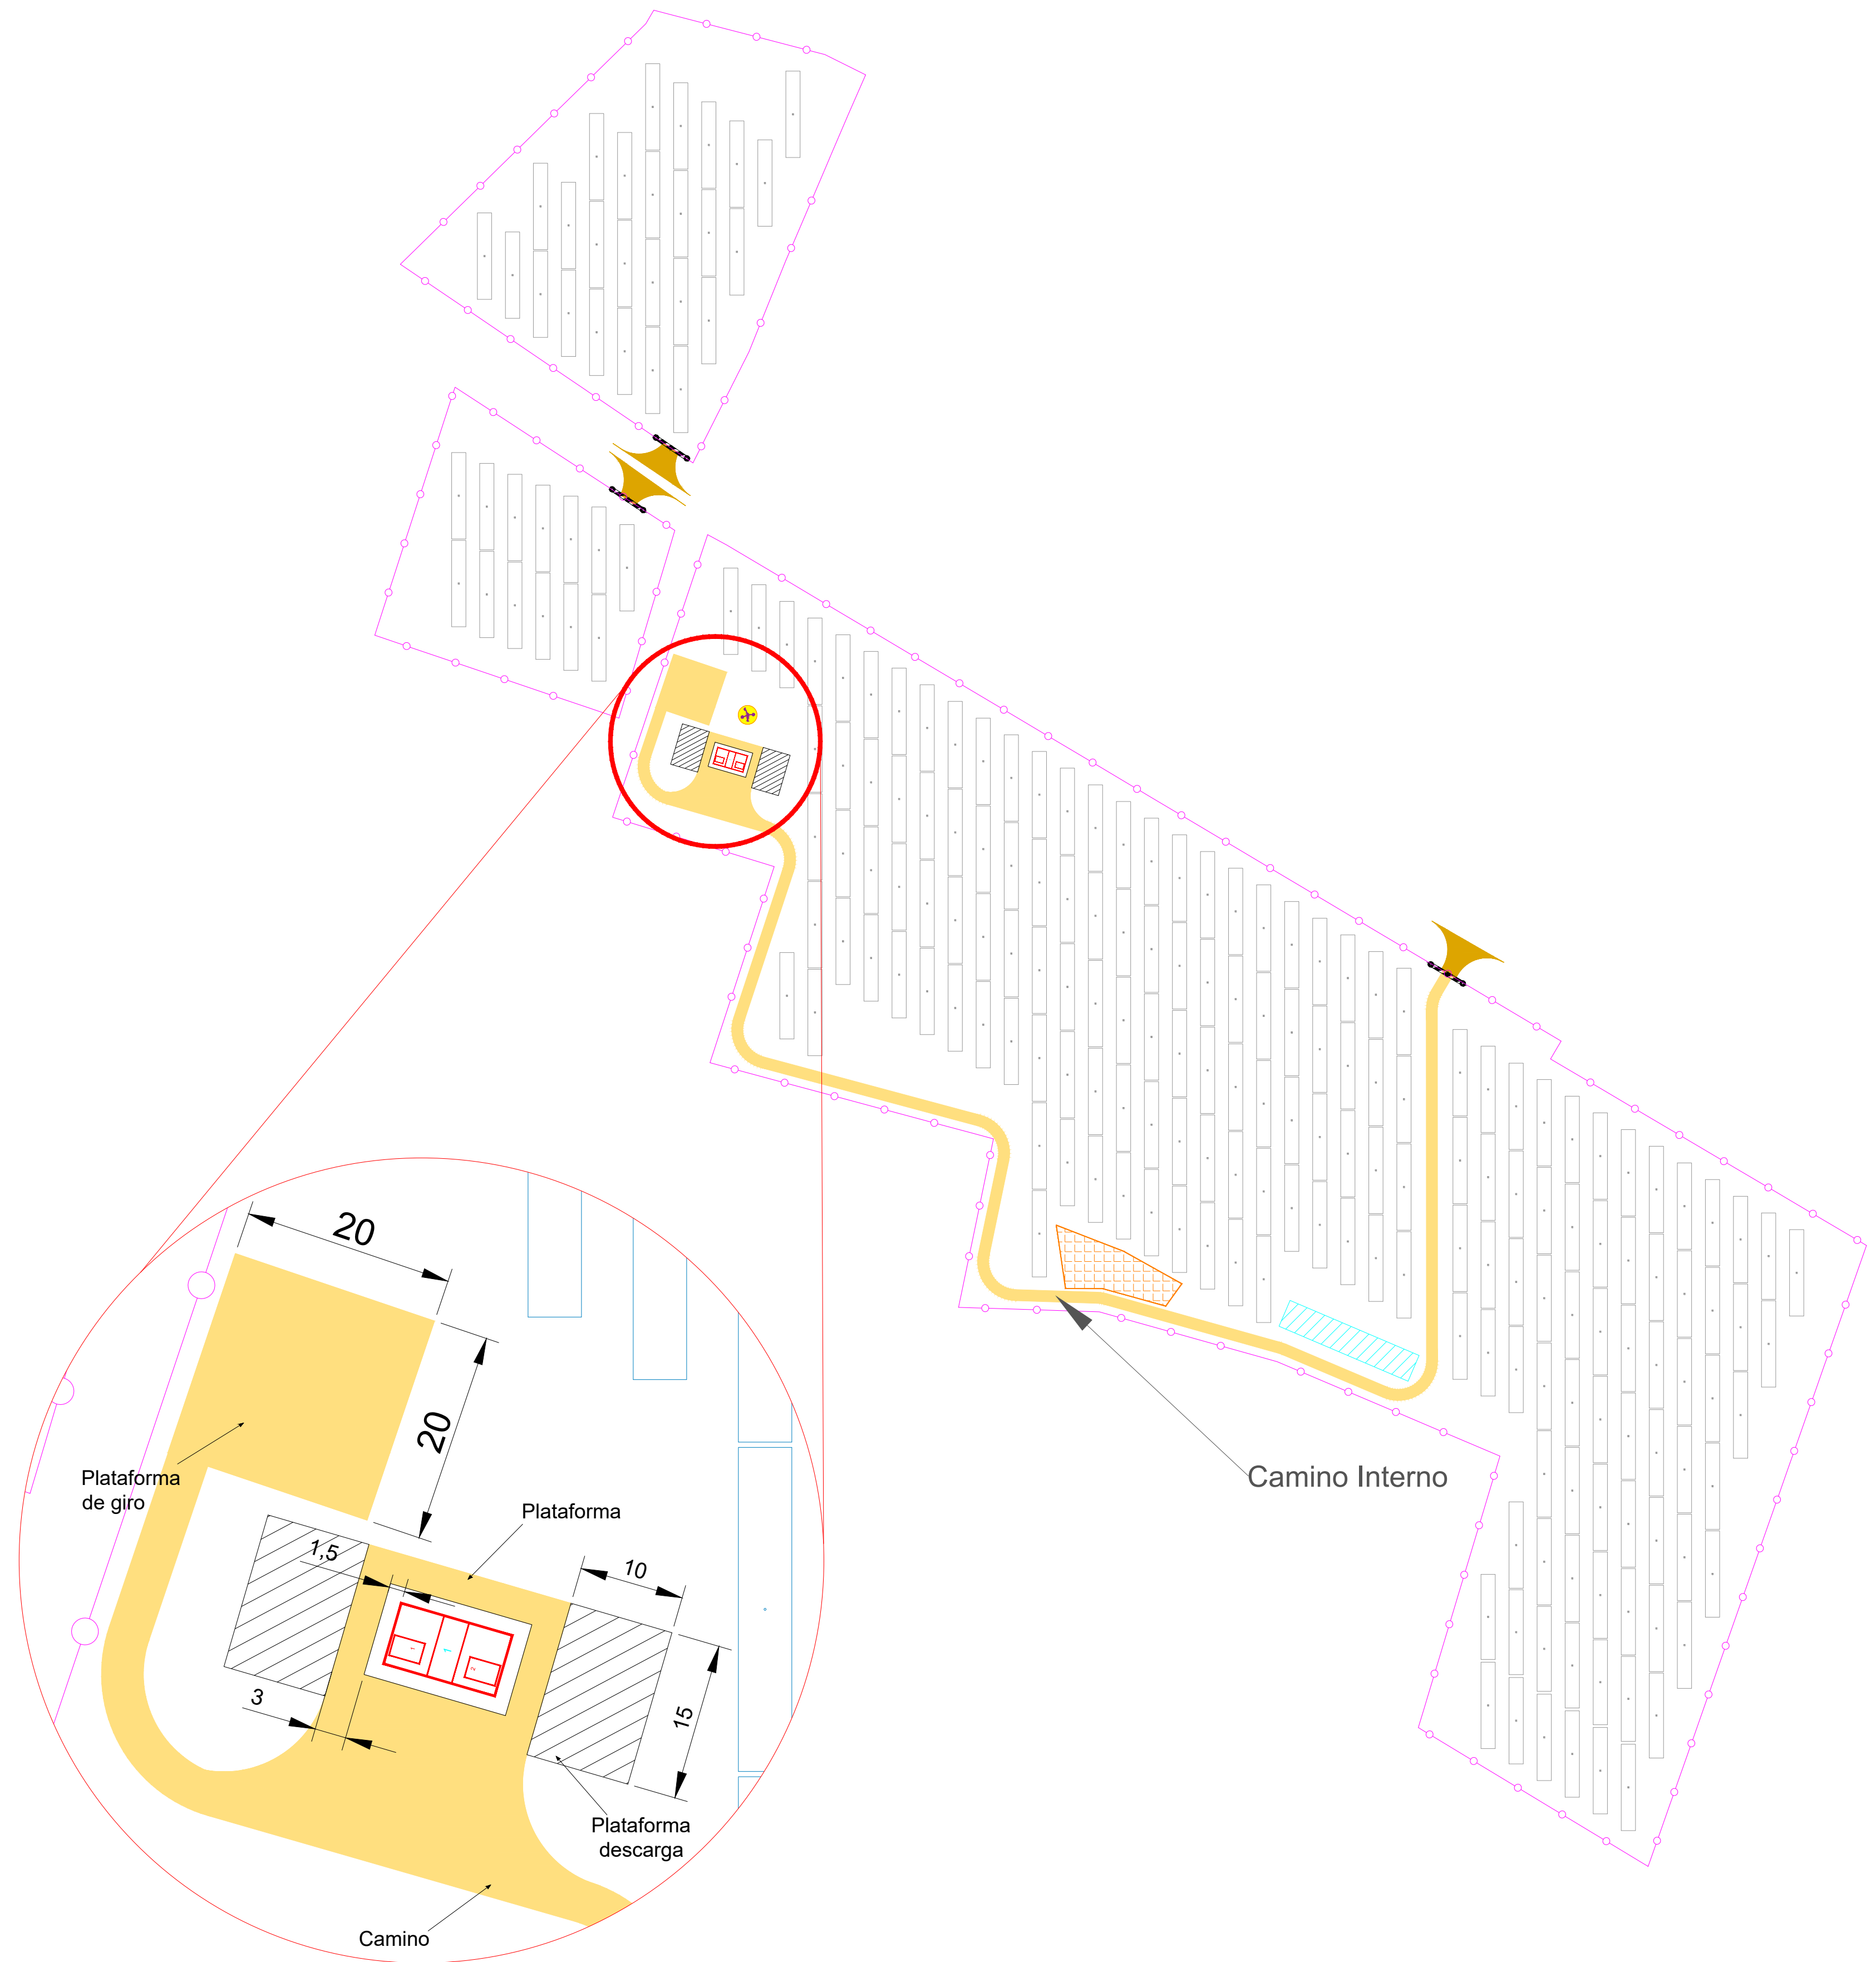 20
20
Plataforma
de giro
Plataforma
1,5
10
3
15
Plataforma
descarga
Camino
Camino Interno